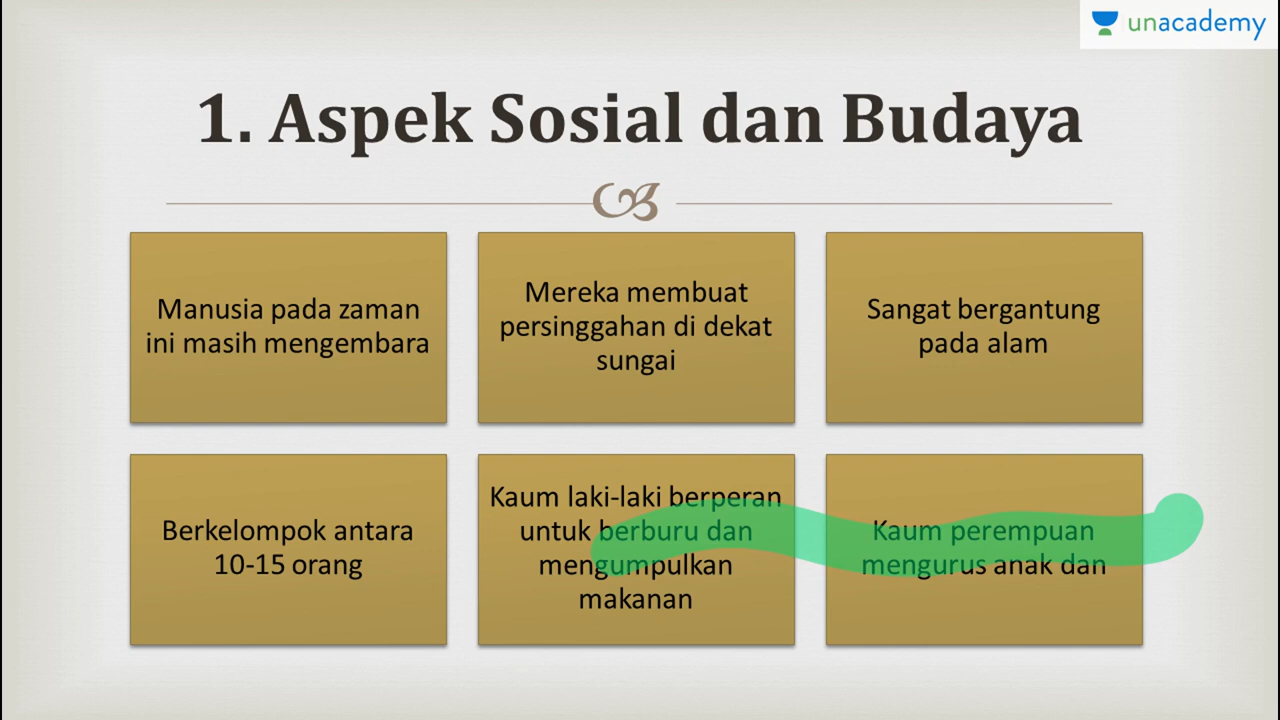 unacademy
1. Aspek Sosial dan Budaya
Manusia pada zaman
ini masih mengembara
Mereka membuat
persinggahan di dekat
sungai
Sangat bergantung
pada alam
Berkelompok antara
10-15 orang
Kaum laki-laki berperan
untuk berburu dan
mengumpulkan
makanan
Kaum perempuan
mengurus anak dan